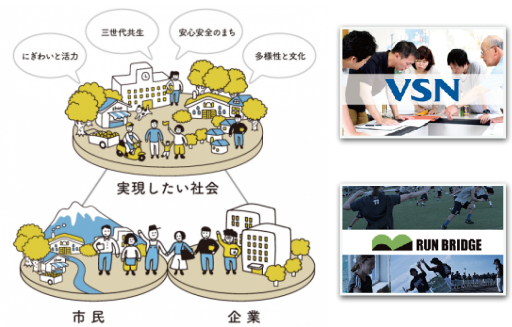 三世代共生
安心安全のまち
にぎわいと活力
多様性と文化
実現したい社会
市民
企業
VSN
RUN BRIDGE